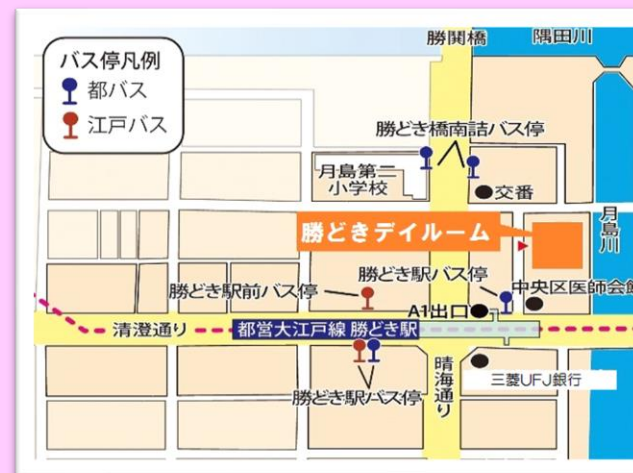 バス停凡例
都バス
江戸バス
勝鬨橋
隅田川
勝どき橋南詰バス停
月島第二
小学校
交番
月島川
勝どきデイルーム
勝どき駅バス停
中央区医師会館
勝どき駅前バス停
A1出口
清澄通り
都営大江戸線 勝どき駅
晴海通り
三菱UFJ銀行
勝どき駅バス停